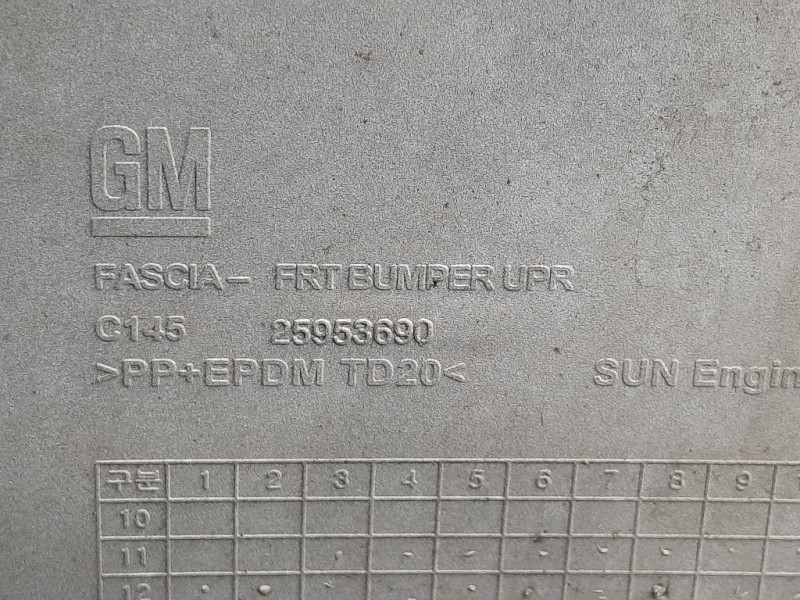 GM
FASCIA- FRT BUMPER UPR
C145 25953690
>PP+EPDM TD20< SUN Engin
구분 1 2 3 4 5 6 7 8 9
10
11
12